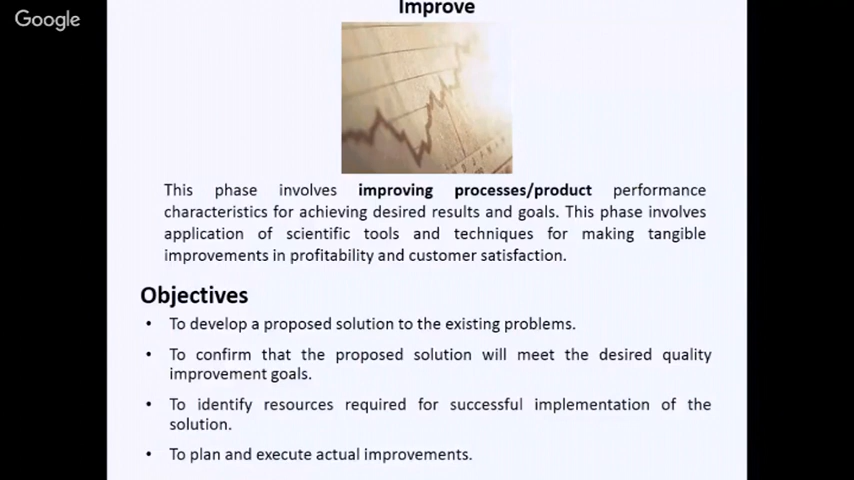 Google
Improve
This phase involves improving processes/product performance
characteristics for achieving desired results and goals. This phase involves
application of scientific tools and techniques for making tangible
improvements in profitability and customer satisfaction.
Objectives
• To develop a proposed solution to the existing problems.
• To confirm that the proposed solution will meet the desired quality
improvement goals.
• To identify resources required for successful implementation of the
solution.
• To plan and execute actual improvements.